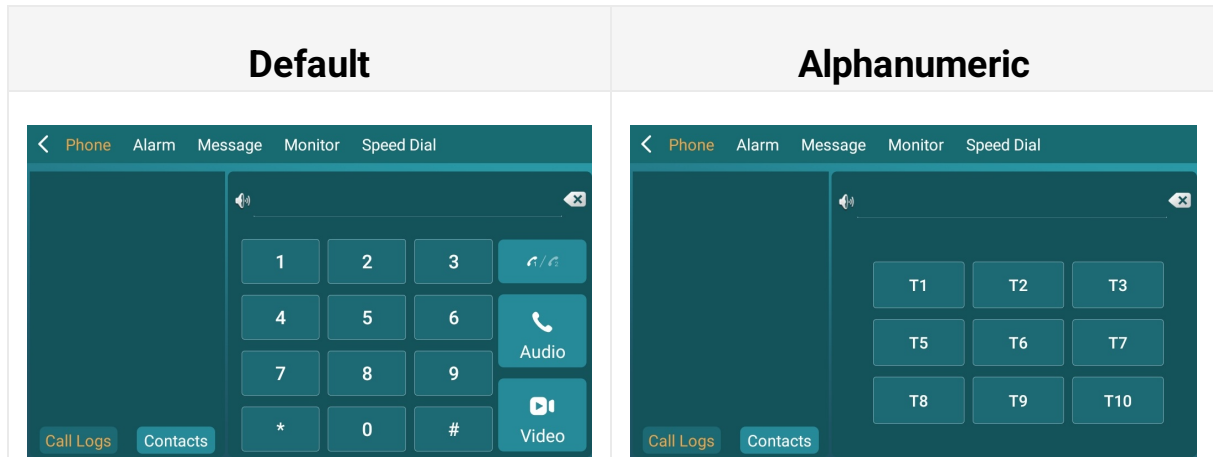 Default
Phone Alarm Message Monitor Speed Dial
1 2 3
4 5 6
Audio
7 8 9
* 0 #
Video
Call Logs Contacts
Alphanumeric
Phone Alarm Message Monitor Speed Dial
T1 T2 T3
T5 T6 T7
T8 T9 T10
Call Logs Contacts